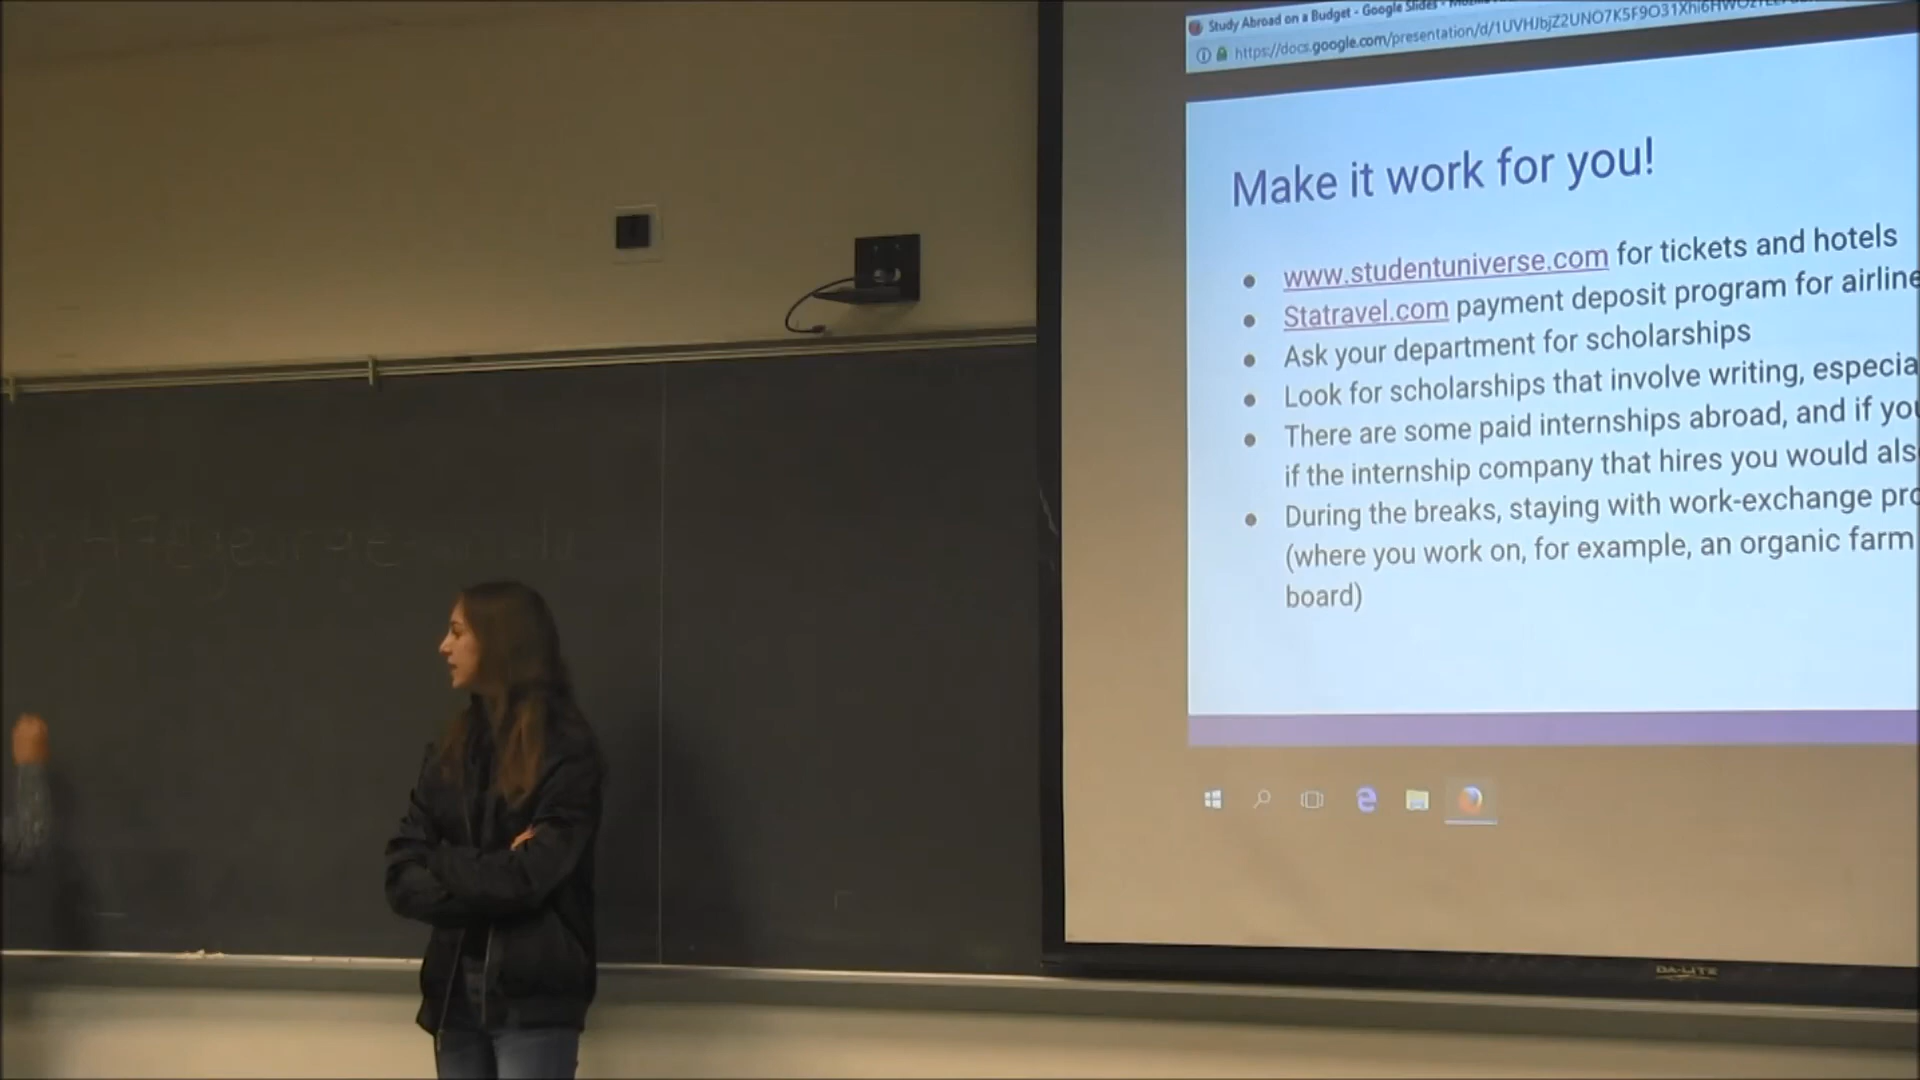 Study Abroad on a Budget - Google Slides -
https://docs.google.com/presentation/d/1UVHJbjZ2UNO7K5F9O31Xhi6HWOzTLL
Make it work for you!
www.studentuniverse.com for tickets and hotels
Statravel.com payment deposit program for airline
Ask your department for scholarships
Look for scholarships that involve writing, especia
There are some paid internships abroad, and if you
if the internship company that hires you would als
During the breaks, staying with work-exchange pro
(where you work on, for example, an organic farm
board)
DA-LITE